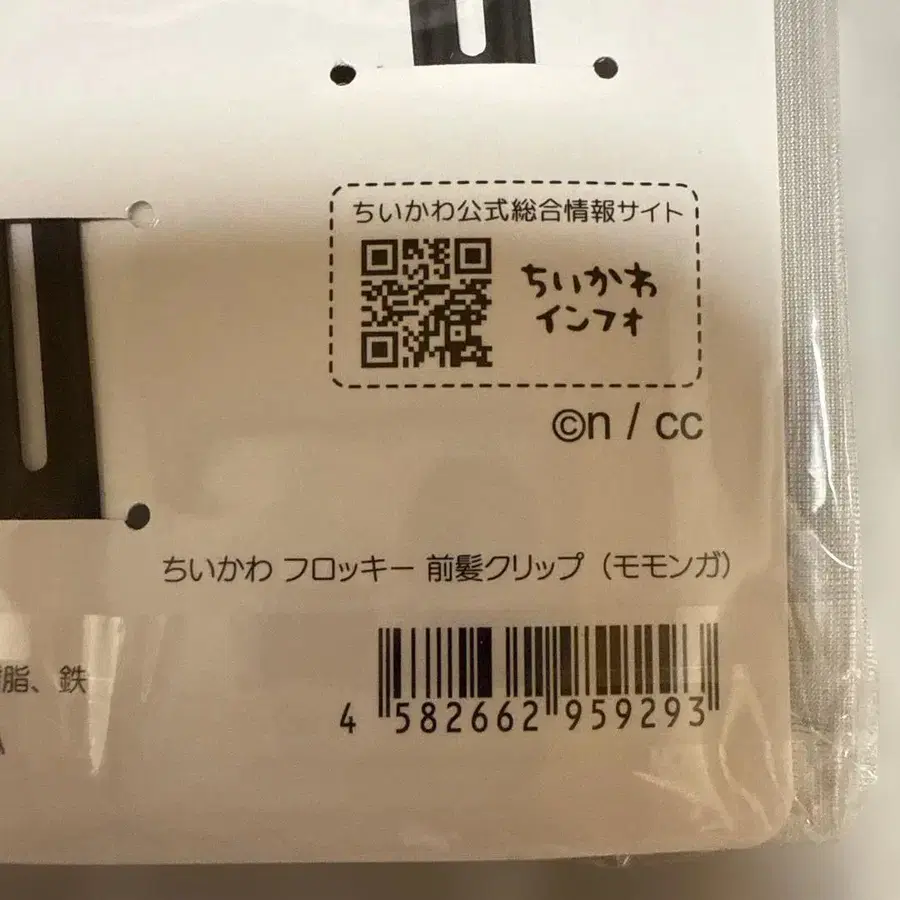 ちいかわ公式総合情報サイト
ちいかわ
インフォ
©n / cc
ちいかわ フロッキー 前髪クリップ（モモンガ）
脂、鉄
4 582662 959293